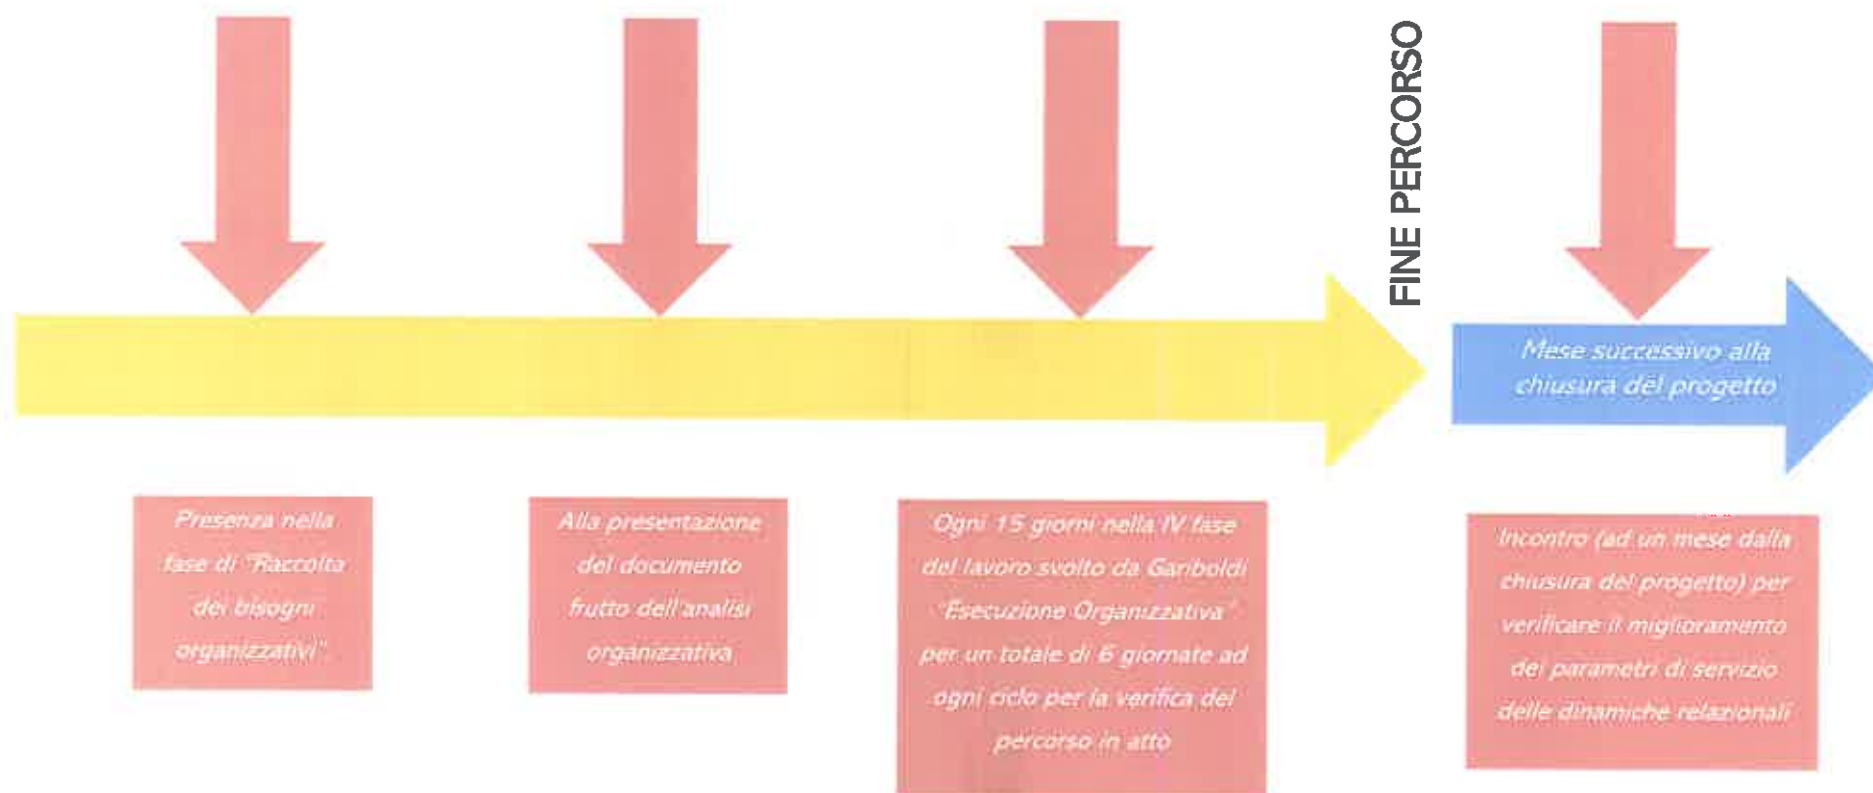 FINE PERCORSO
Mese successivo alla
chiusura del progetto
Presenza nella
fase di "Raccolta
dei bisogni
organizzativi"
Alla presentazione
del documento
frutto dell'analisi
organizzativa
Ogni 15 giorni nella IV fase
del lavoro svolto da Gariboldi
"Esecuzione Organizzativa"
per un totale di 6 giornate ad
ogni ciclo per la verifica del
percorso in atto
Incontro (ad un mese dalla
chiusura del progetto) per
verificare il miglioramento
dei parametri di servizio
delle dinamiche relazionali